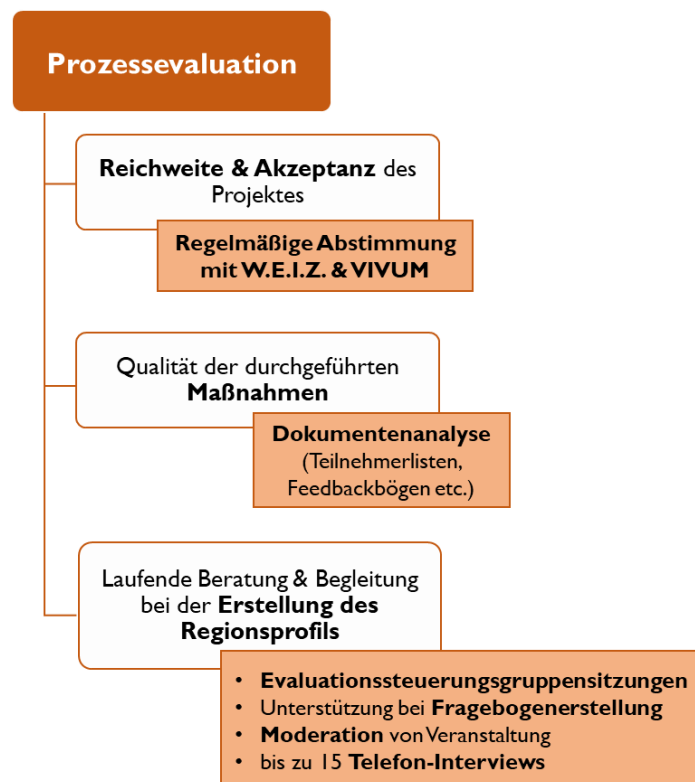 Prozessevaluation
Reichweite & Akzeptanz des
Projektes
Regelmäßige Abstimmung
mit W.E.I.Z. & VIVUM
Qualität der durchgeführten
Maßnahmen
Dokumentenanalyse
(Teilnehmerlisten,
Feedbackbögen etc.)
Laufende Beratung & Begleitung
bei der Erstellung des
Regionsprofils
• Evaluationssteuerungsgruppensitzungen
• Unterstützung bei Fragebogenerstellung
• Moderation von Veranstaltung
• bis zu 15 Telefon-Interviews